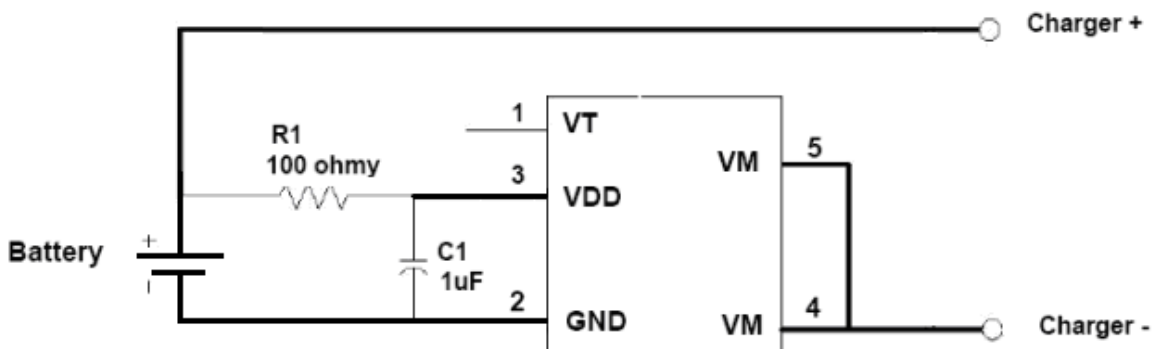 Charger +
1
VT
R1
100 ohmy
VM
5
3
VDD
Battery
+
-
C1
1uF
2
GND
VM
4
Charger -